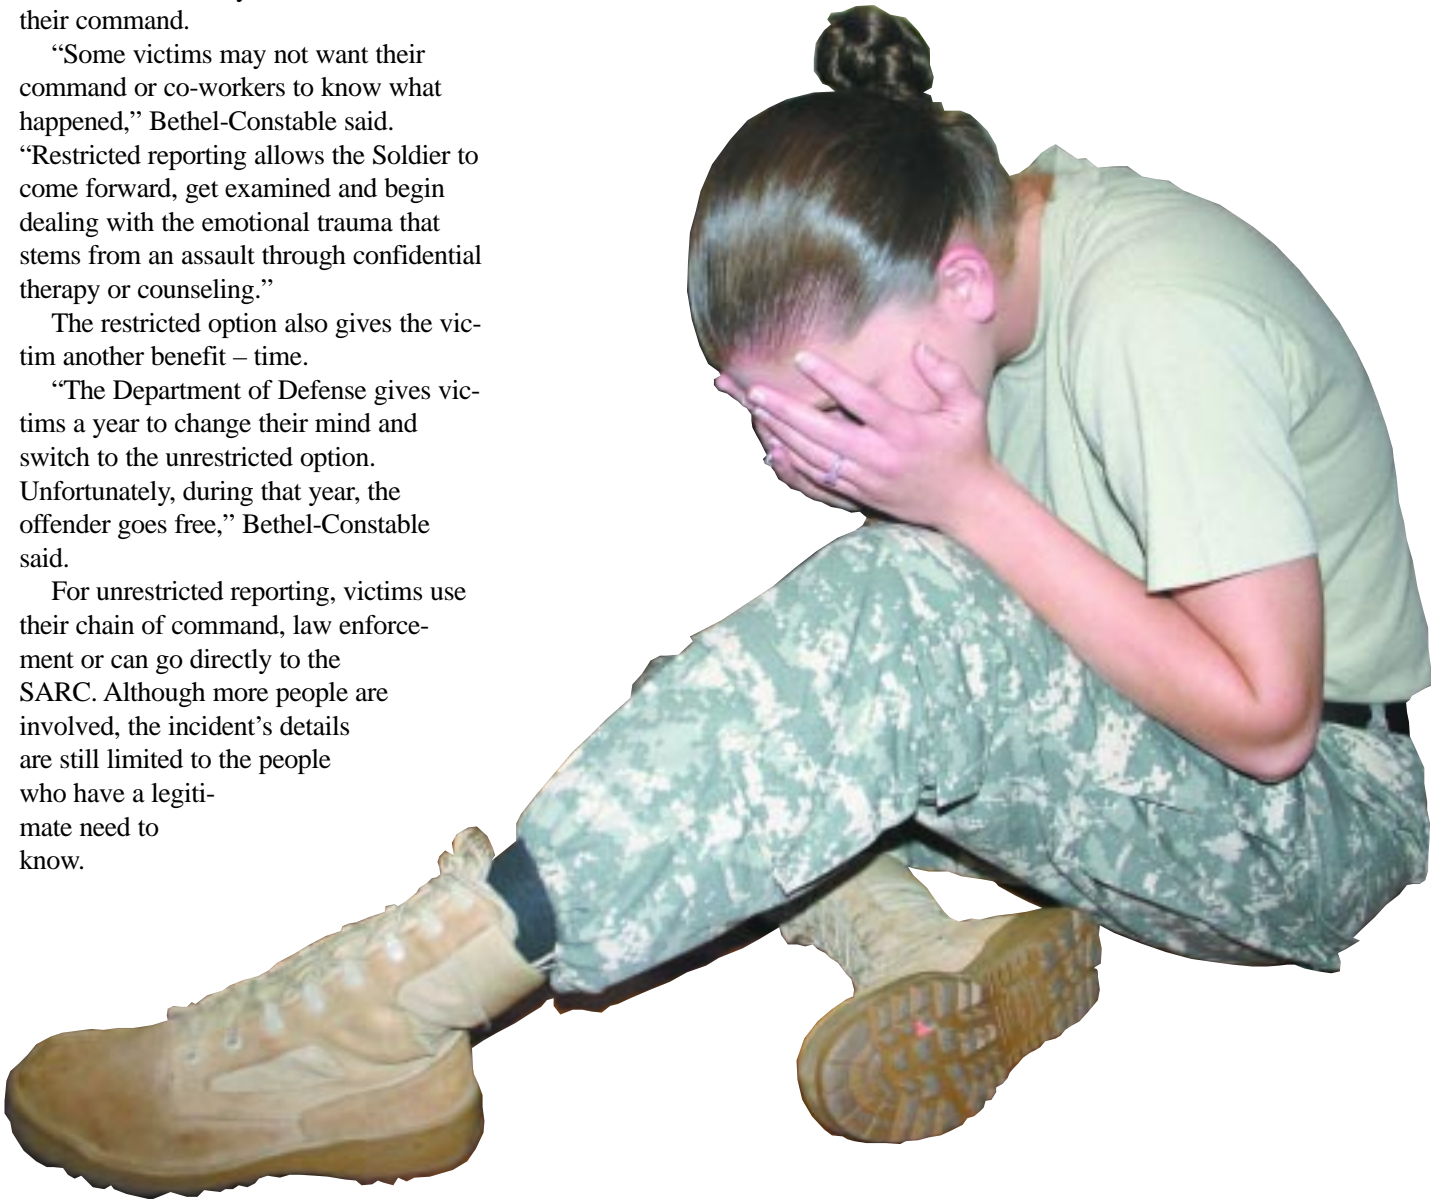 their command.
“Some victims may not want their
command or co-workers to know what
happened,” Bethel-Constable said.
“Restricted reporting allows the Soldier to
come forward, get examined and begin
dealing with the emotional trauma that
stems from an assault through confidential
therapy or counseling.”
The restricted option also gives the vic-
tim another benefit – time.
“The Department of Defense gives vic-
tims a year to change their mind and
switch to the unrestricted option.
Unfortunately, during that year, the
offender goes free,” Bethel-Constable
said.
For unrestricted reporting, victims use
their chain of command, law enforce-
ment or can go directly to the
SARC. Although more people are
involved, the incident’s details
are still limited to the people
who have a legiti-
mate need to
know.